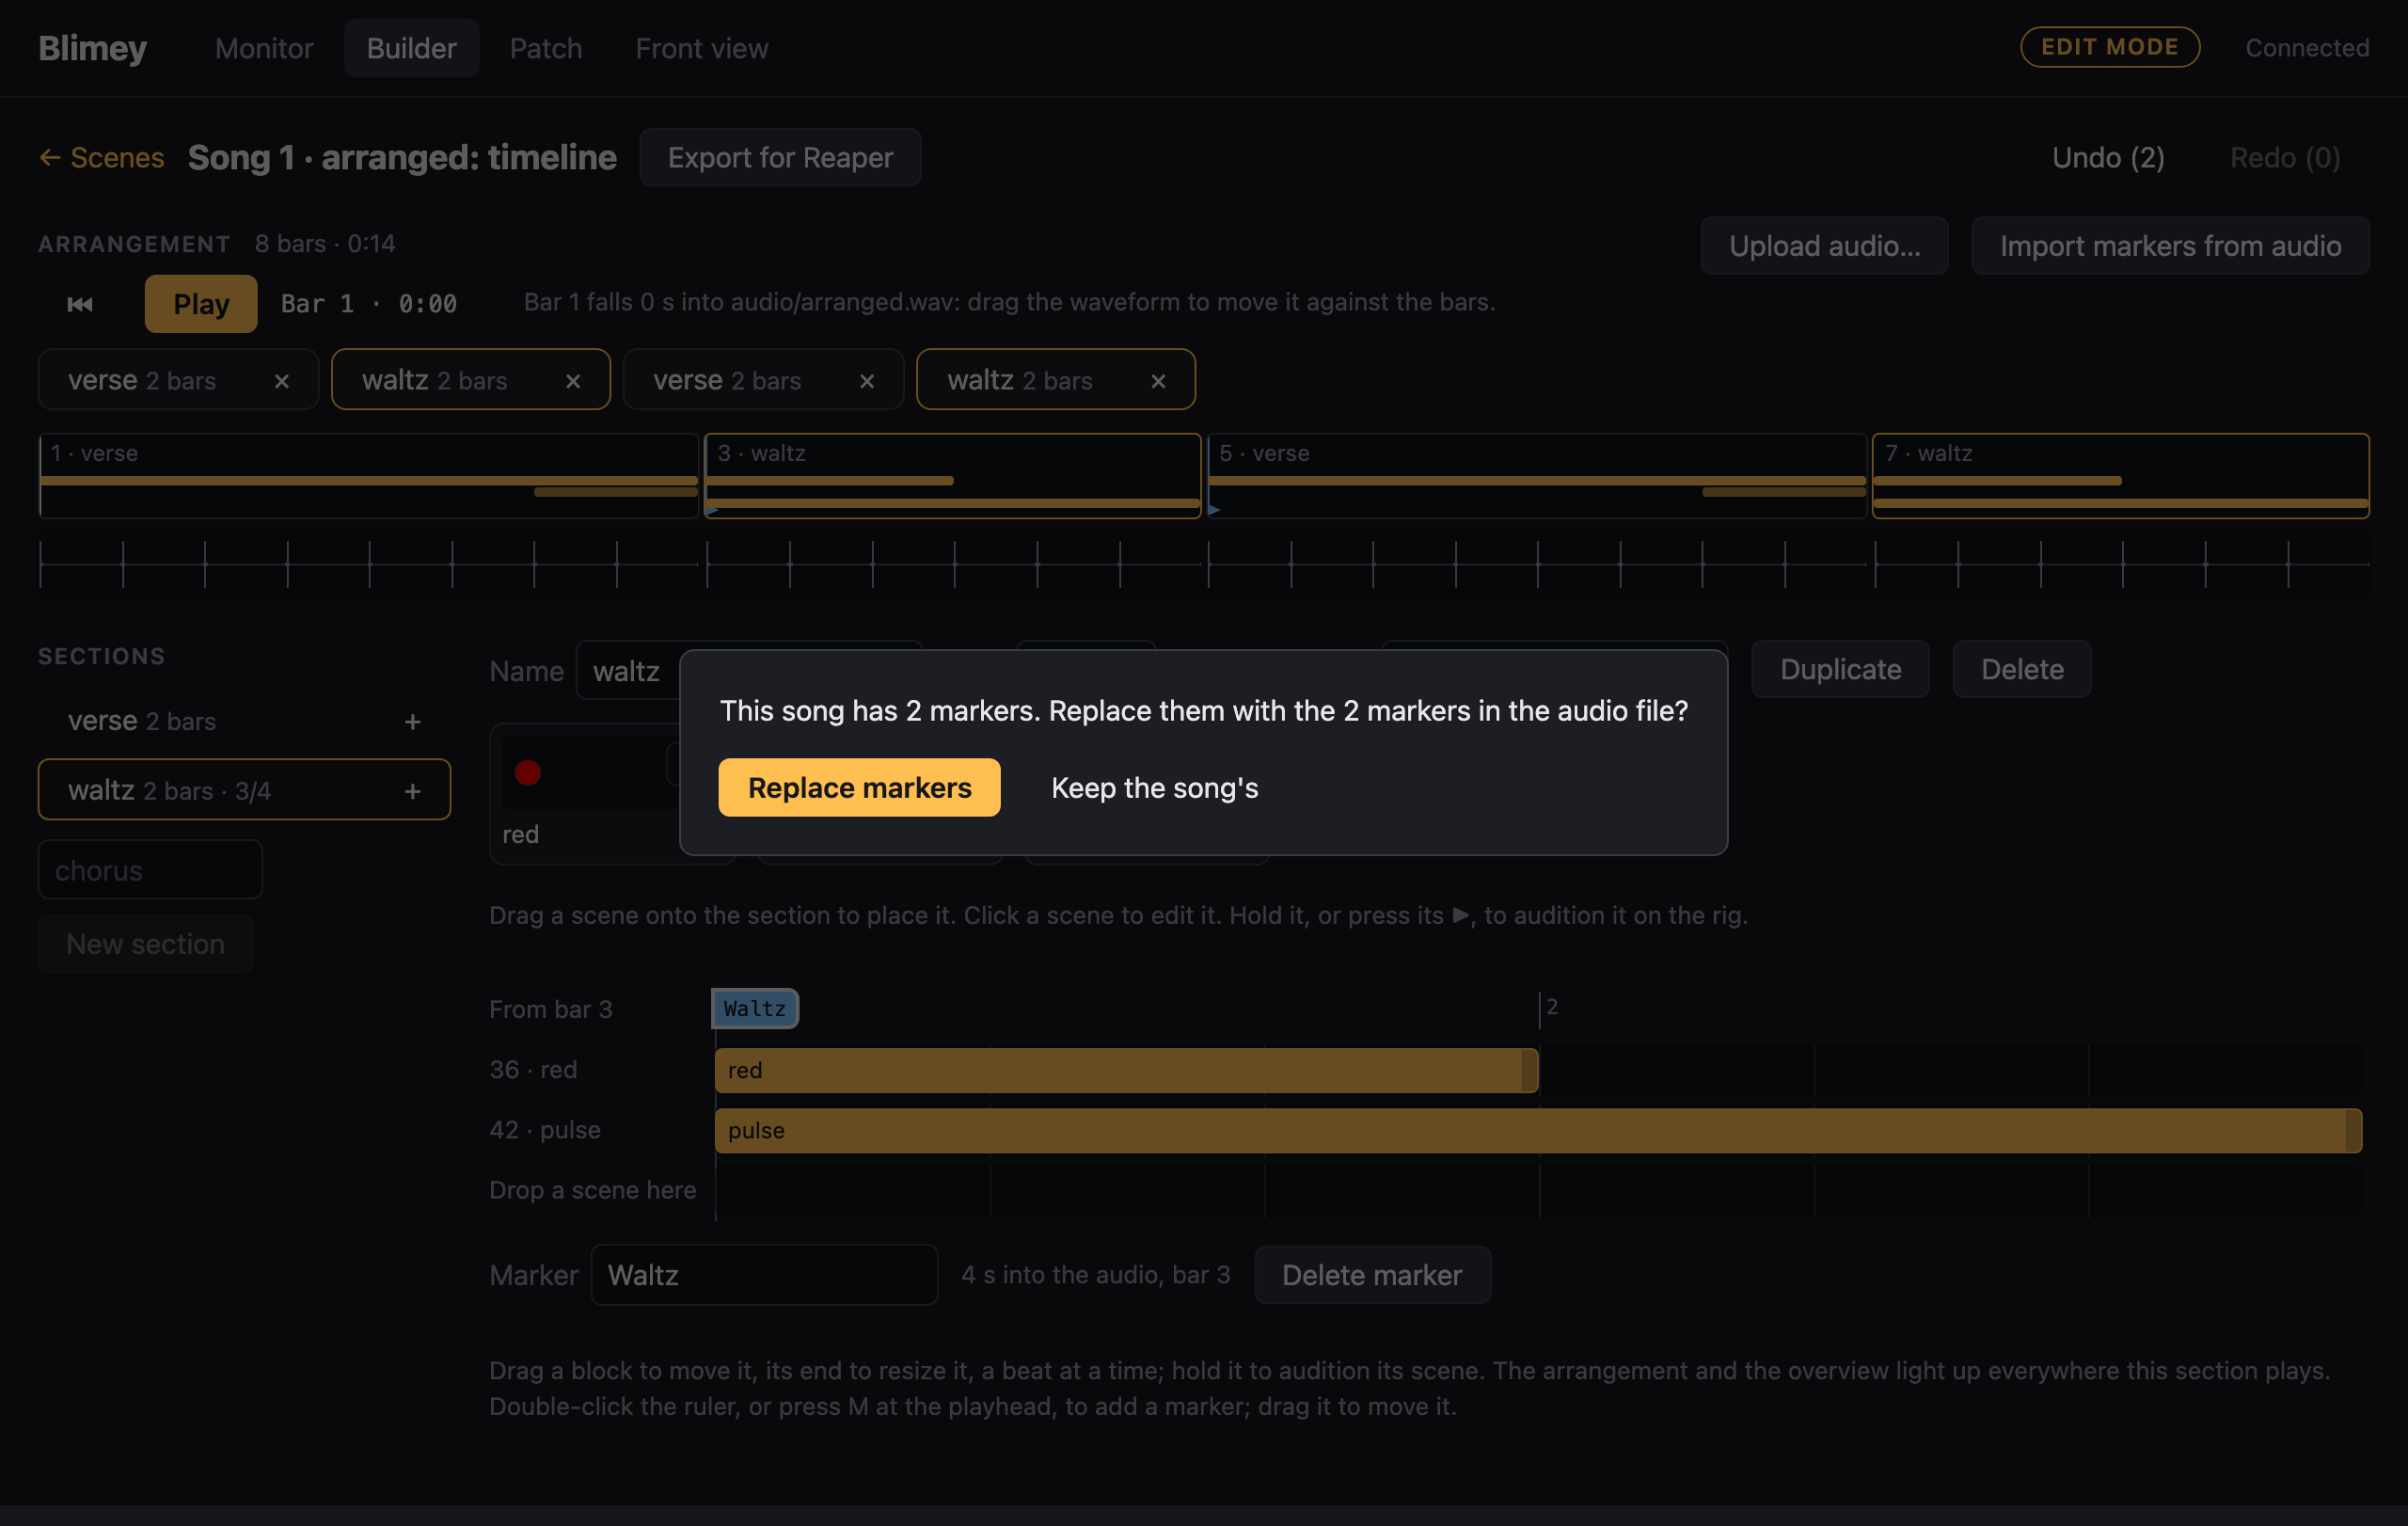 Blimey Monitor Builder Patch Front view EDIT MODE Connected
← Scenes Song 1 · arranged: timeline Export for Reaper Undo (2) Redo (0)
ARRANGEMENT 8 bars · 0:14 Upload audio... Import markers from audio
Play Bar 1 · 0:00 Bar 1 falls 0 s into audio/arranged.wav: drag the waveform to move it against the bars.
verse 2 bars × waltz 2 bars × verse 2 bars × waltz 2 bars ×
1 · verse 3 · waltz 5 · verse 7 · waltz
SECTIONS
Name waltz Duplicate Delete
verse 2 bars +
waltz 2 bars · 3/4 +
chorus
New section
This song has 2 markers. Replace them with the 2 markers in the audio file?
Replace markers Keep the song's
red
Drag a scene onto the section to place it. Click a scene to edit it. Hold it, or press its ▶, to audition it on the rig.
From bar 3 Waltz 2
36 · red red
42 · pulse pulse
Drop a scene here
Marker Waltz 4 s into the audio, bar 3 Delete marker
Drag a block to move it, its end to resize it, a beat at a time; hold it to audition its scene. The arrangement and the overview light up everywhere this section plays.
Double-click the ruler, or press M at the playhead, to add a marker; drag it to move it.